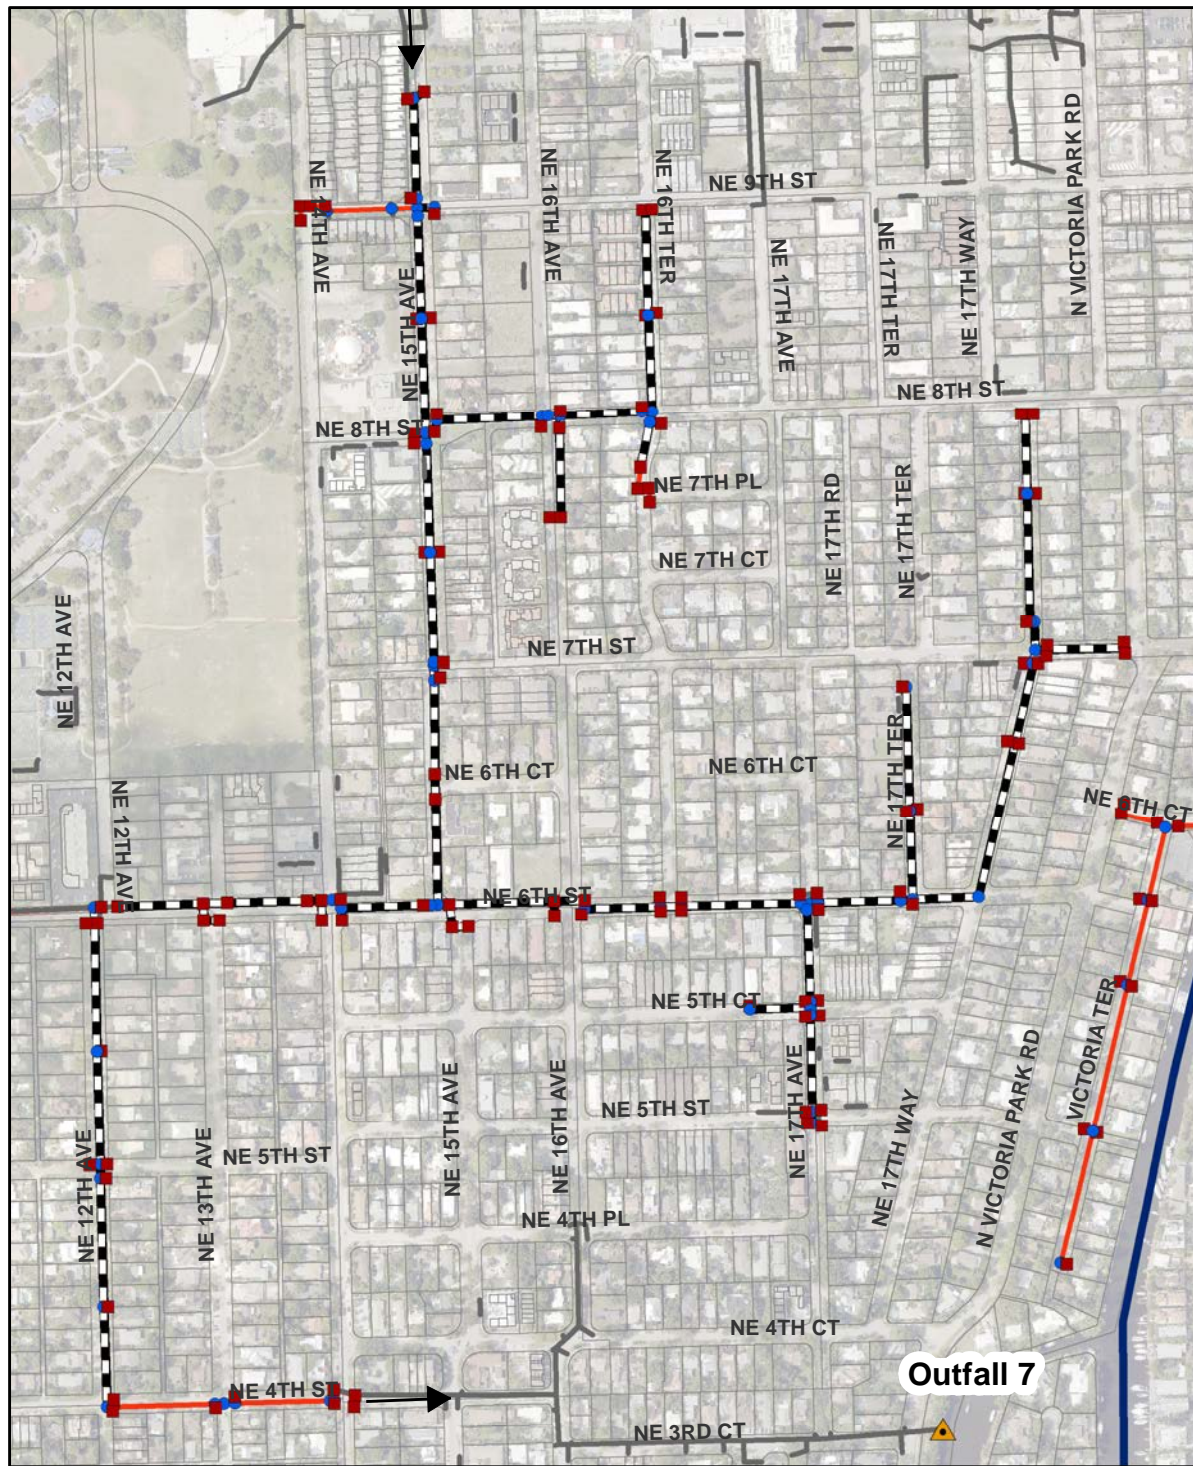 N VICTORIA PARK RD
NE 14TH AVE
NE 16TH AVE
NE 16TH TER
NE 9TH ST
NE 15TH AVE
NE 17TH AVE
NE 17TH TER
NE 17TH WAY
NE 8TH ST
NE 8TH ST
NE 7TH PL
NE 17TH RD
NE 17TH TER
NE 7TH CT
NE 12TH AVE
NE 7TH ST
NE 17TH TER
NE 6TH CT
NE 6TH CT
NE 12TH AVE
NE 6TH CT
NE 6TH ST
NE 5TH CT
VICTORIA TER
NE 15TH AVE
NE 16TH AVE
NE 17TH AVE
NE 5TH ST
NE 17TH WAY
N VICTORIA PARK RD
NE 12TH AVE
NE 13TH AVE
NE 5TH ST
NE 4TH PL
NE 4TH CT
Outfall 7
NE 4TH ST
NE 3RD CT